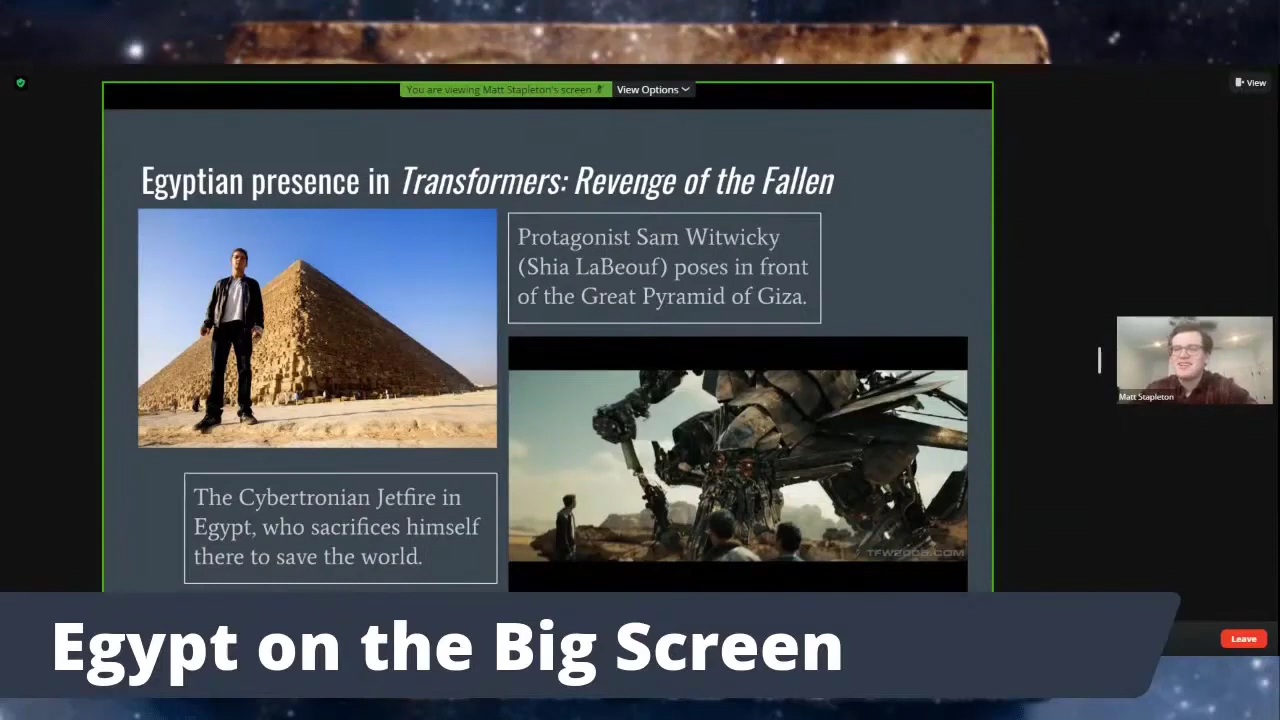 You are viewing Matt Stapleton's screen
View Options
View
Egyptian presence in Transformers: Revenge of the Fallen
Protagonist Sam Witwicky
(Shia LaBeouf) poses in front
of the Great Pyramid of Giza.
The Cybertronian Jetfire in
Egypt, who sacrifices himself
there to save the world.
TFW2005.COM
Matt Stapleton
Egypt on the Big Screen
Leave